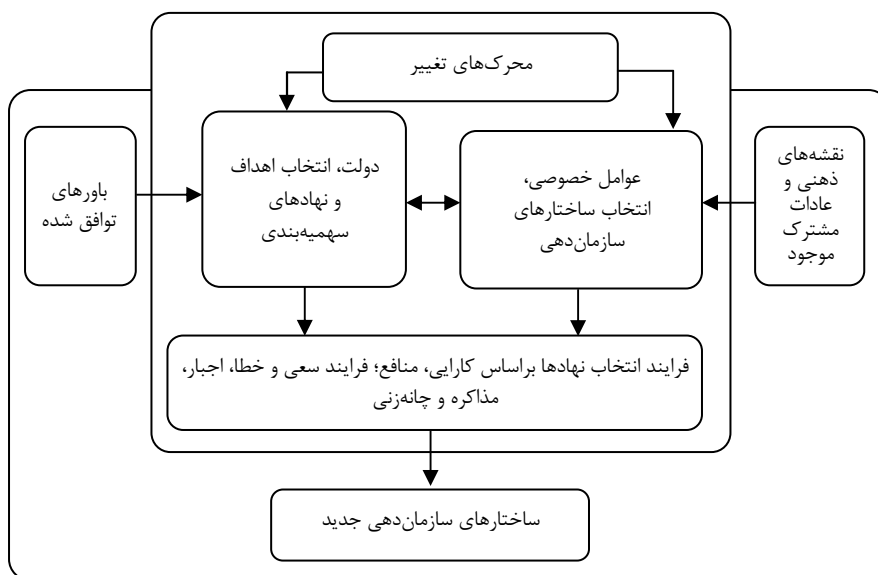 محرک‌های تغییر
نقشه‌های
ذهنی و
عادات
مشترک
موجود
عوامل خصوصی،
انتخاب ساختارهای
سازمان‌دهی
دولت، انتخاب اهداف
و نهادهای
سهمیه‌بندی
باورهای
توافق شده
فرایند انتخاب نهادها براساس کارایی، منافع؛ فرایند سعی و خطا، اجبار،
مذاکره و چانه‌زنی
ساختارهای سازمان‌دهی جدید